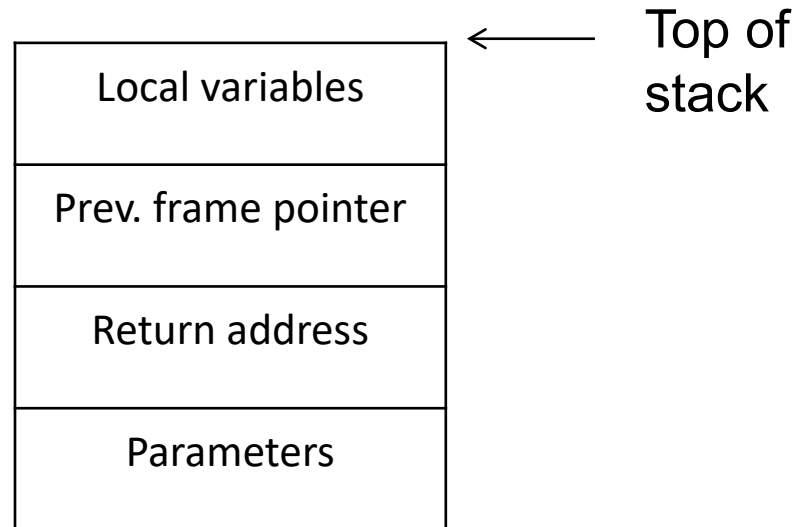 Top of
stack
Local variables
Prev. frame pointer
Return address
Parameters